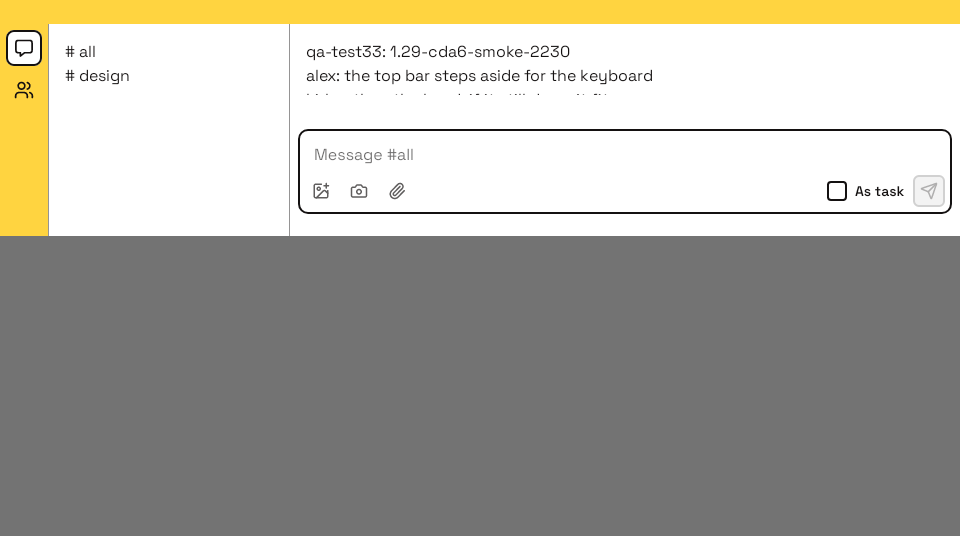 # all
# design
qa-test33: 1.29-cda6-smoke-2230
alex: the top bar steps aside for the keyboard
Message #all
As task